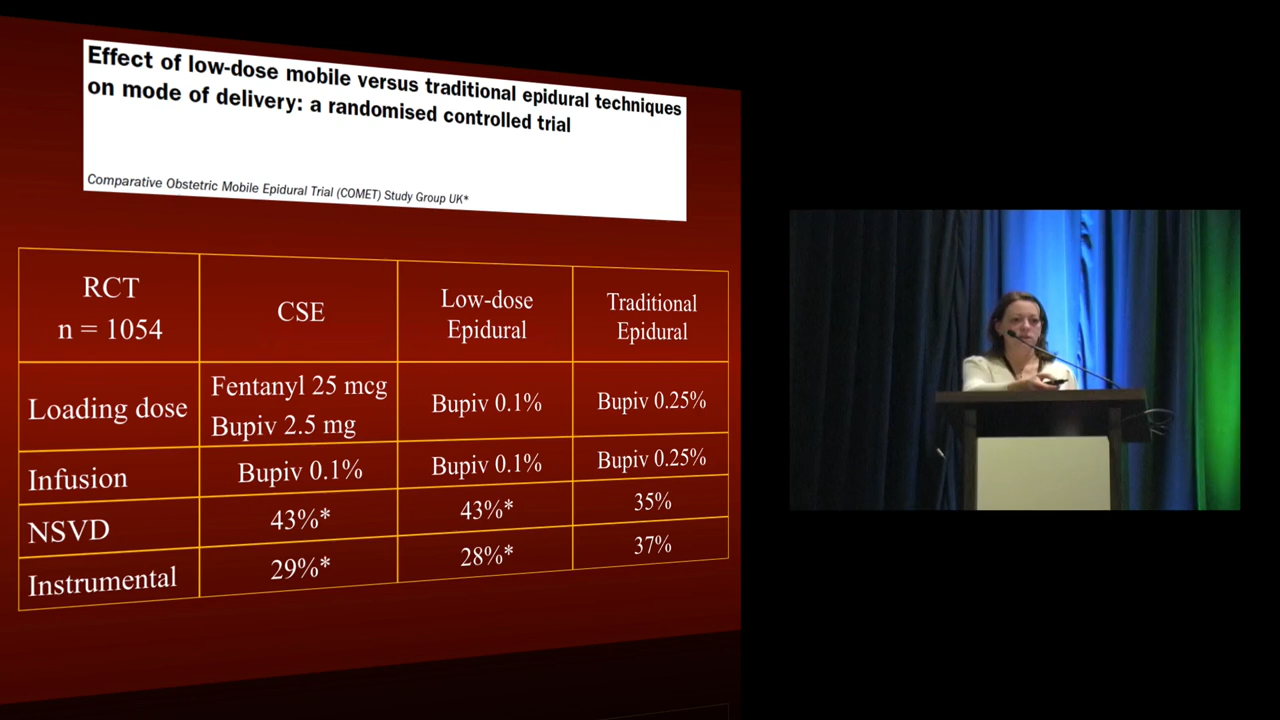 Effect of low-dose mobile versus traditional epidural techniques
on mode of delivery: a randomised controlled trial
Comparative Obstetric Mobile Epidural Trial (COMET) Study Group UK*
RCT
n = 1054
CSE
Low-dose
Epidural
Traditional
Epidural
Loading dose
Fentanyl 25 mcg
Bupiv 2.5 mg
Bupiv 0.1%
Bupiv 0.25%
Infusion
Bupiv 0.1%
Bupiv 0.1%
Bupiv 0.25%
NSVD
43%*
43%*
35%
Instrumental
29%*
28%*
37%